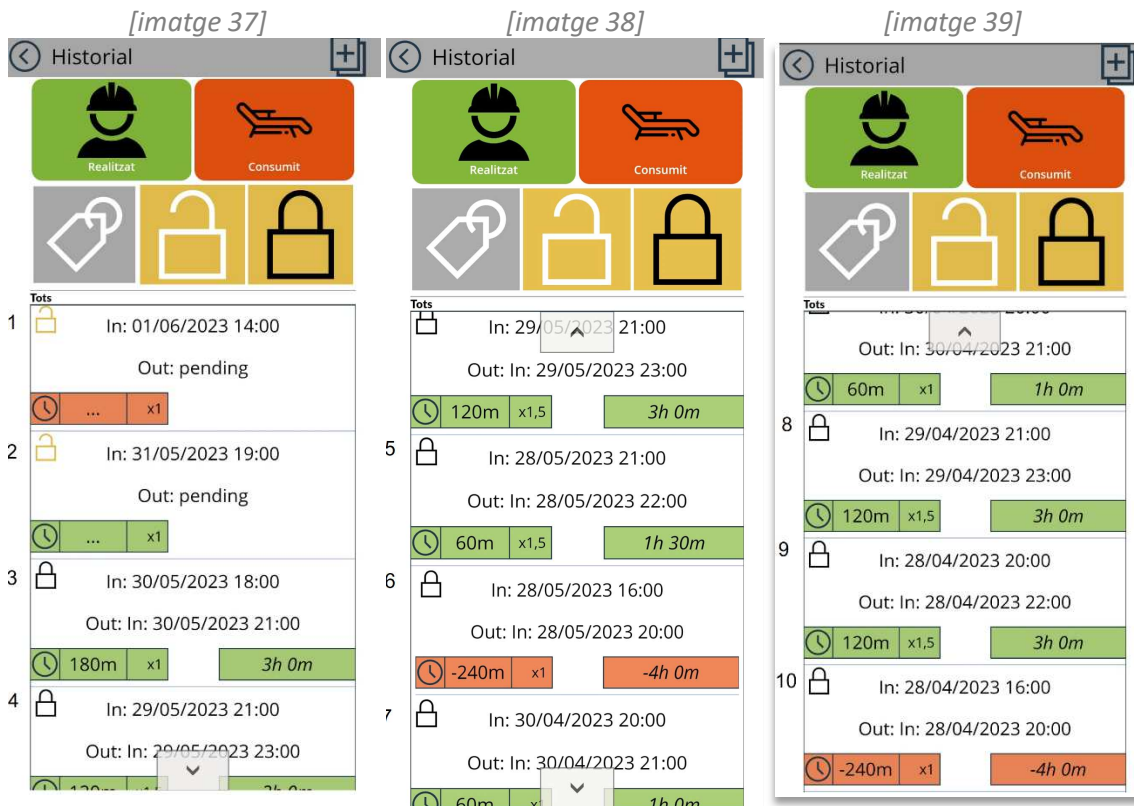 [imatge 37]
Historial
Realitzat
Consumit
Tots
1
In: 01/06/2023 14:00
Out: pending
... x1
2
In: 31/05/2023 19:00
Out: pending
... x1
3
In: 30/05/2023 18:00
Out: In: 30/05/2023 21:00
180m x1 3h 0m
4
In: 29/05/2023 21:00
Out: In: 29/05/2023 23:00
[imatge 38]
Historial
Realitzat
Consumit
Tots
In: 29/05/2023 21:00
Out: In: 29/05/2023 23:00
120m x1,5 3h 0m
5
In: 28/05/2023 21:00
Out: In: 28/05/2023 22:00
60m x1,5 1h 30m
6
In: 28/05/2023 16:00
Out: In: 28/05/2023 20:00
-240m x1 -4h 0m
7
In: 30/04/2023 20:00
Out: In: 30/04/2023 21:00
60m 1h 0m
[imatge 39]
Historial
Realitzat
Consumit
Tots
Out: In: 30/04/2023 21:00
60m x1 1h 0m
8
In: 29/04/2023 21:00
Out: In: 29/04/2023 23:00
120m x1,5 3h 0m
9
In: 28/04/2023 20:00
Out: In: 28/04/2023 22:00
120m x1,5 3h 0m
10
In: 28/04/2023 16:00
Out: In: 28/04/2023 20:00
-240m x1 -4h 0m